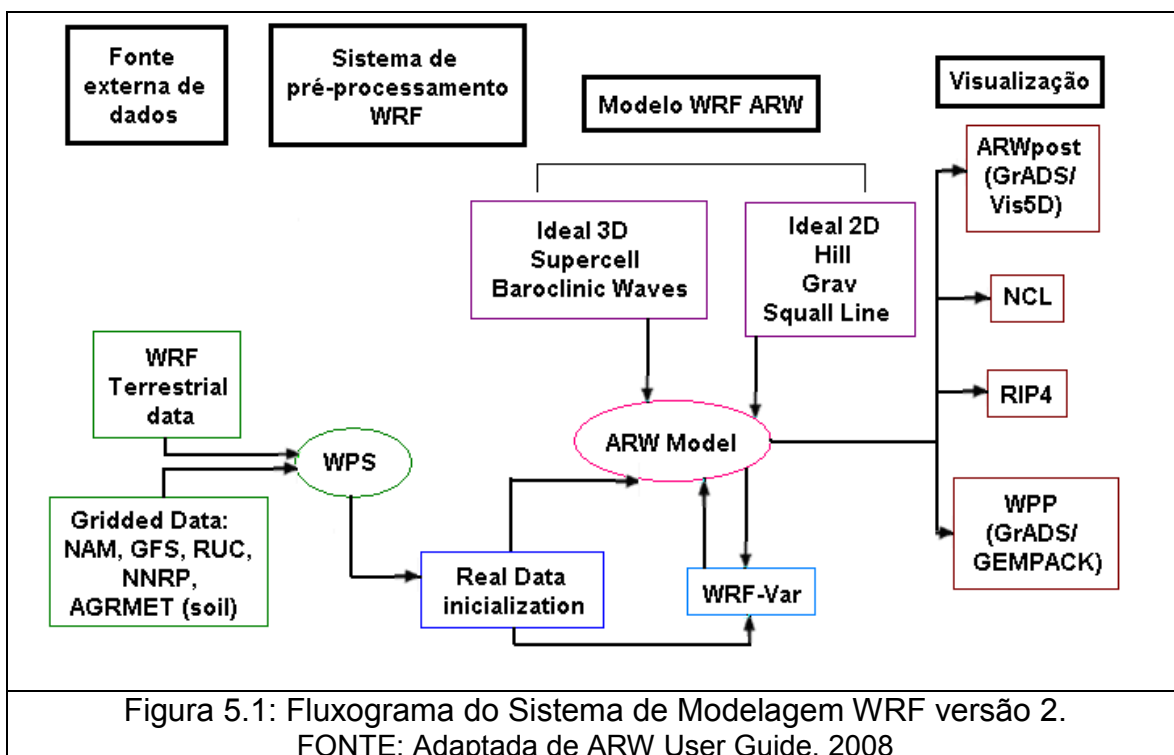 Fonte
externa de
dados
Sistema de
pré-processamento
WRF
Modelo WRF ARW
Visualização
Ideal 3D
Supercell
Baroclinic Waves
Ideal 2D
Hill
Grav
Squall Line
ARWpost
(GrADS/
Vis5D)
NCL
RIP4
WPP
(GrADS/
GEMPACK)
WRF
Terrestrial
data
WPS
ARW Model
Gridded Data:
NAM, GFS, RUC,
NNRP,
AGRMET (soil)
Real Data
inicialization
WRF-Var
Figura 5.1: Fluxograma do Sistema de Modelagem WRF versão 2.
FONTE: Adaptada de ARW User Guide, 2008